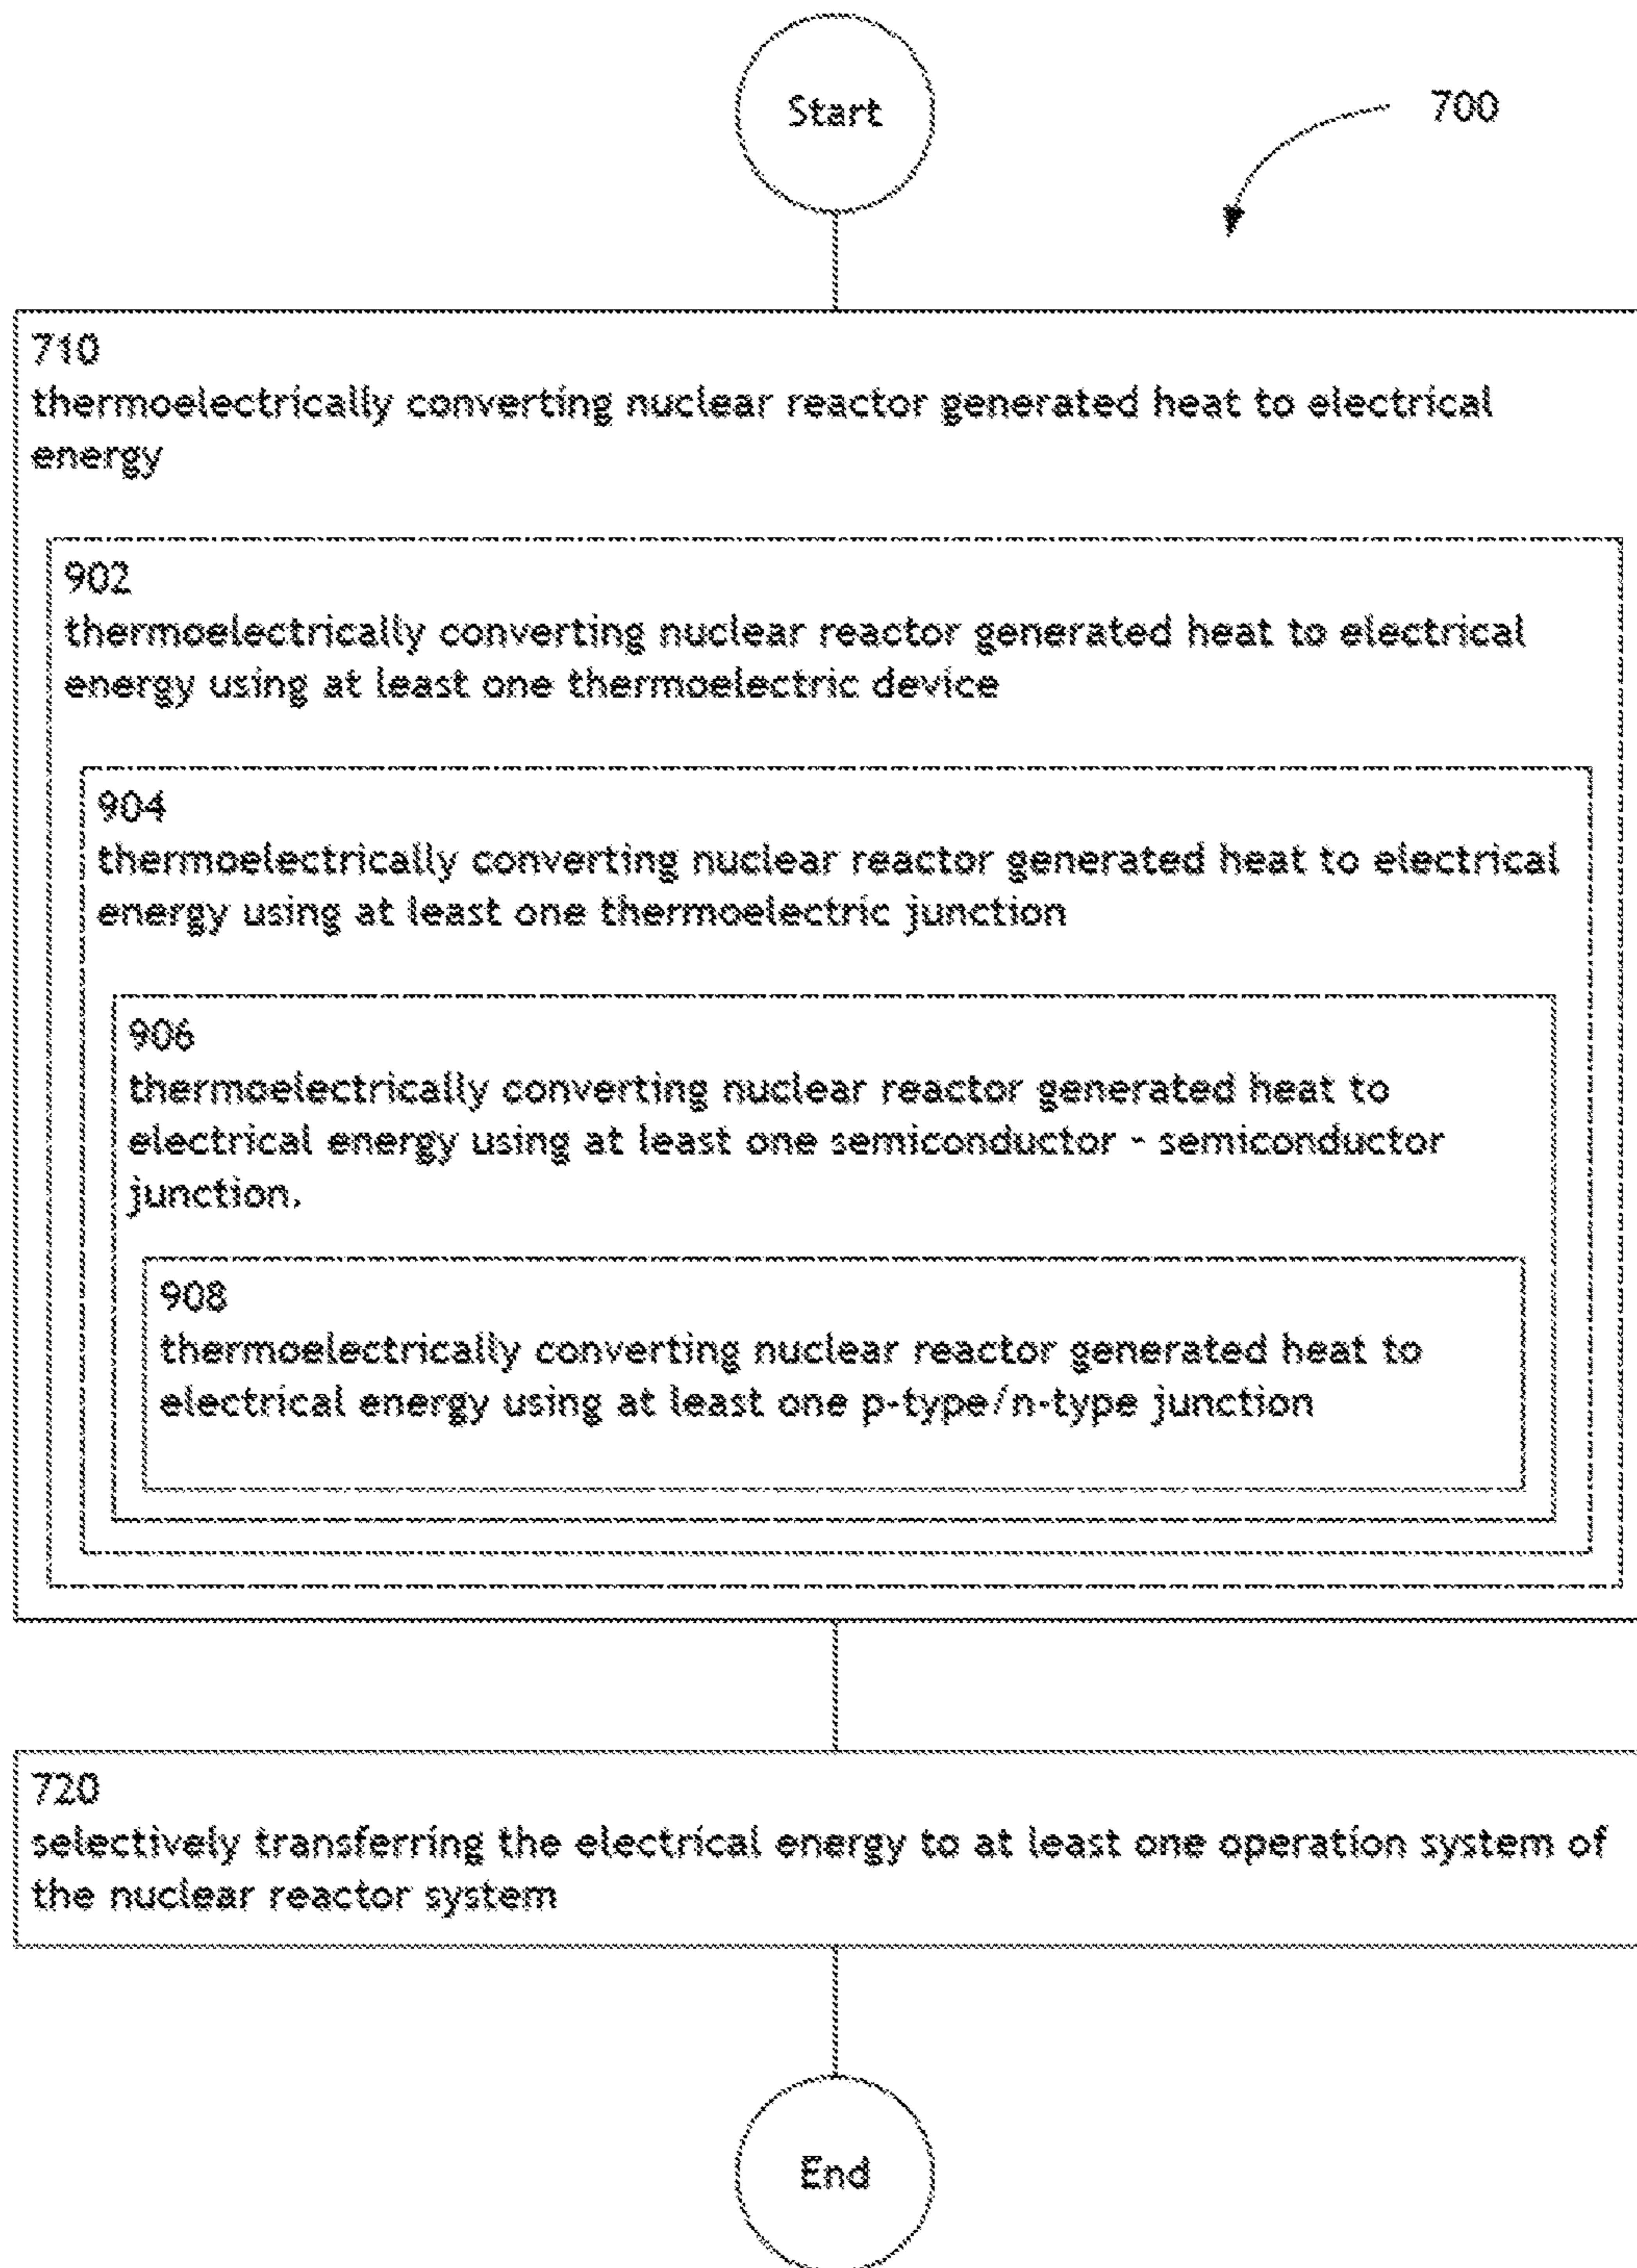 Start
700
710
thermoelectrically converting nuclear reactor generated heat to electrical
energy
902
thermoelectrically converting nuclear reactor generated heat to electrical
energy using at least one thermoelectric device
904
thermoelectrically converting nuclear reactor generated heat to electrical
energy using at least one thermoelectric junction
906
thermoelectrically converting nuclear reactor generated heat to
electrical energy using at least one semiconductor - semiconductor
junction.
908
thermoelectrically converting nuclear reactor generated heat to
electrical energy using at least one p-type/n-type junction
720
selectively transferring the electrical energy to at least one operation system of
the nuclear reactor system
End